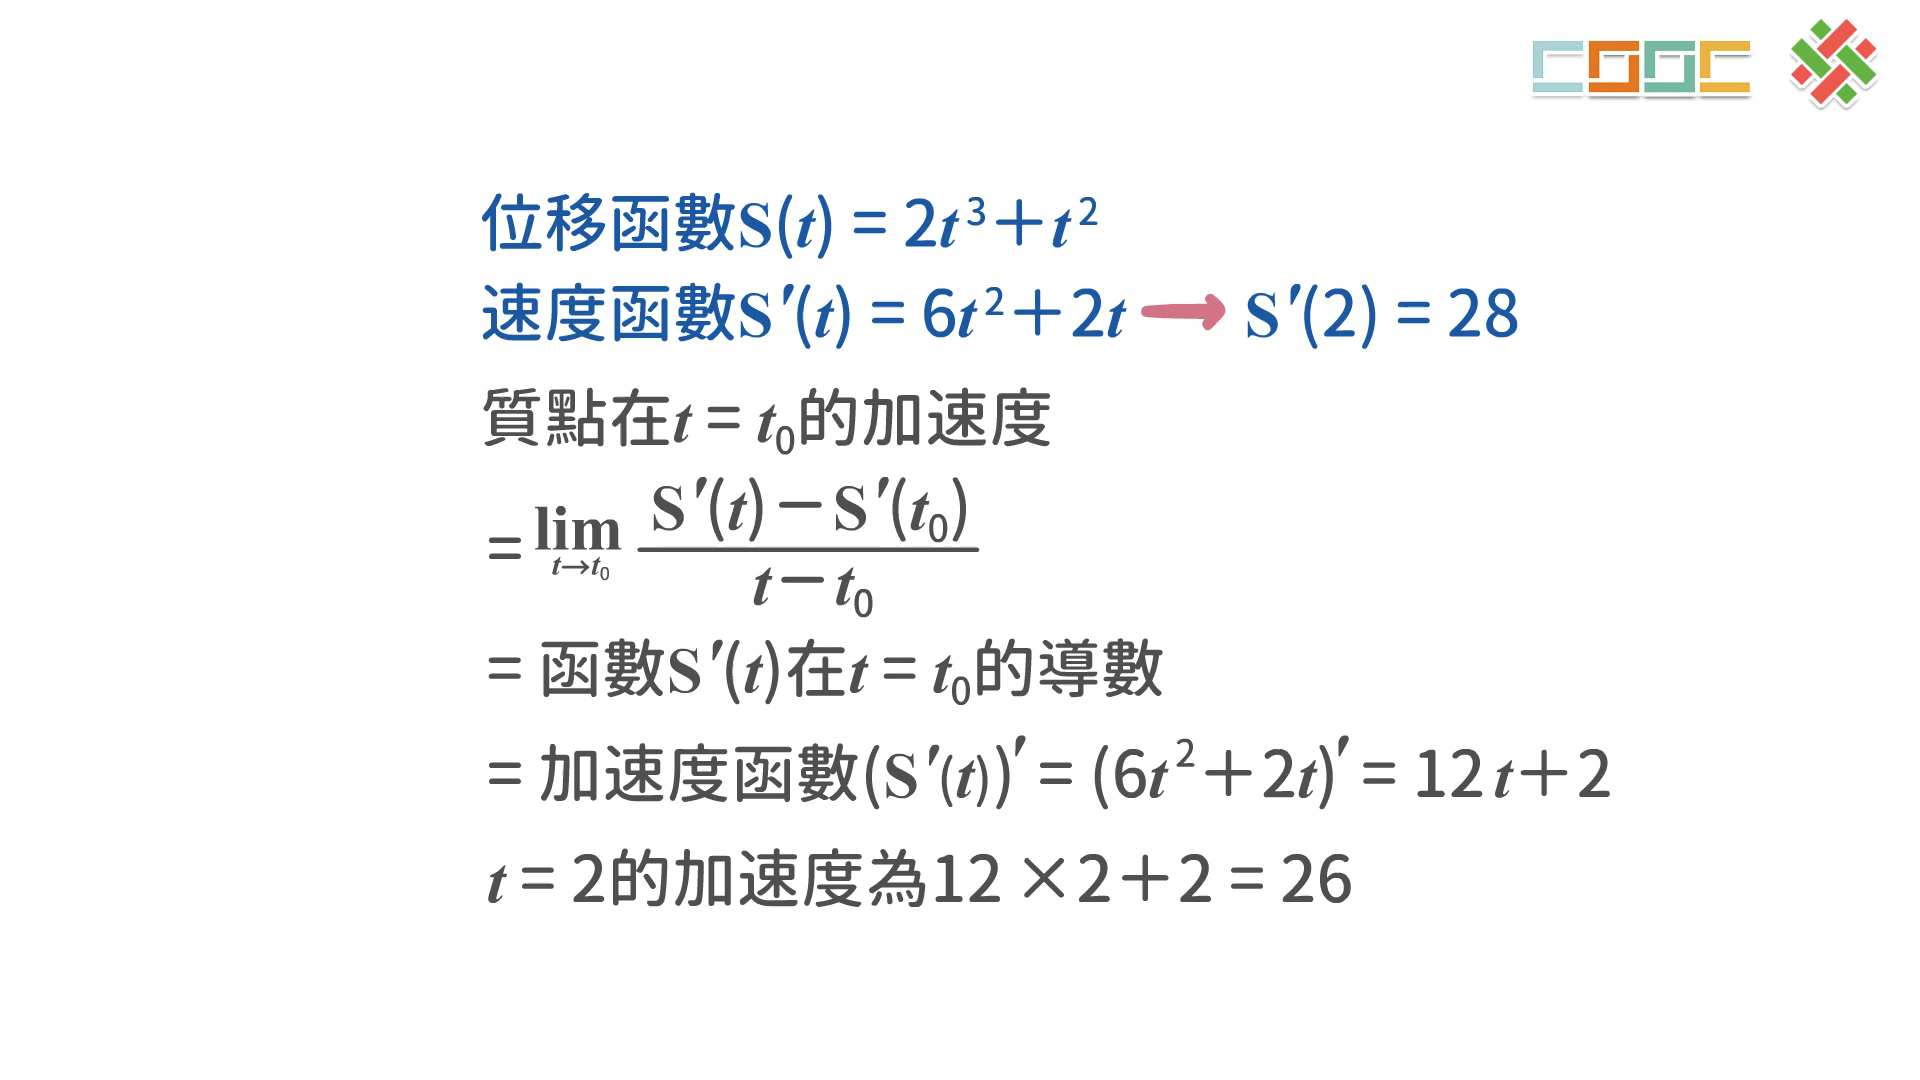 COOC
位移函數S(t) = 2t³＋t²
速度函數S′(t) = 6t²＋2t → S′(2) = 28
質點在t = t₀的加速度
= lim t→t₀ S′(t)－S′(t₀) / t－t₀
= 函數S′(t)在t = t₀的導數
= 加速度函數(S′(t))′ = (6t²＋2t)′ = 12t＋2
t = 2的加速度為12×2＋2 = 26